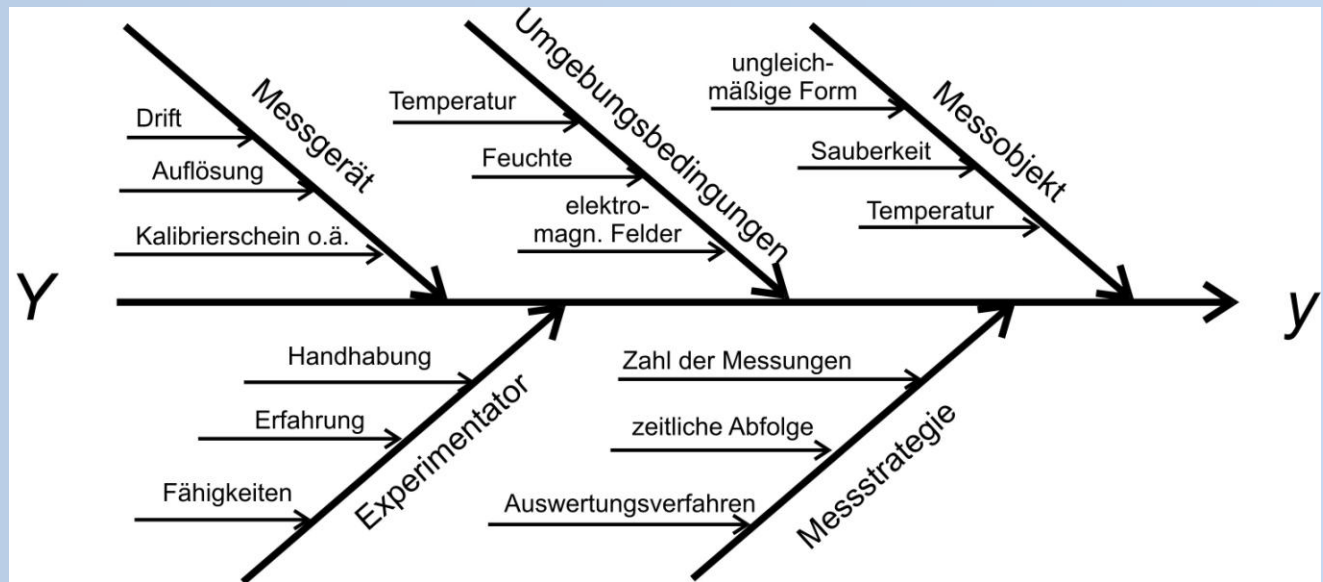 Messgerät
Drift
Auflösung
Kalibrierschein o.ä.
Umgebungsbedingungen
Temperatur
Feuchte
elektro-
magn. Felder
Messobjekt
ungleich-
mäßige Form
Sauberkeit
Temperatur
Y
y
Experimentator
Handhabung
Erfahrung
Fähigkeiten
Messstrategie
Zahl der Messungen
zeitliche Abfolge
Auswertungsverfahren